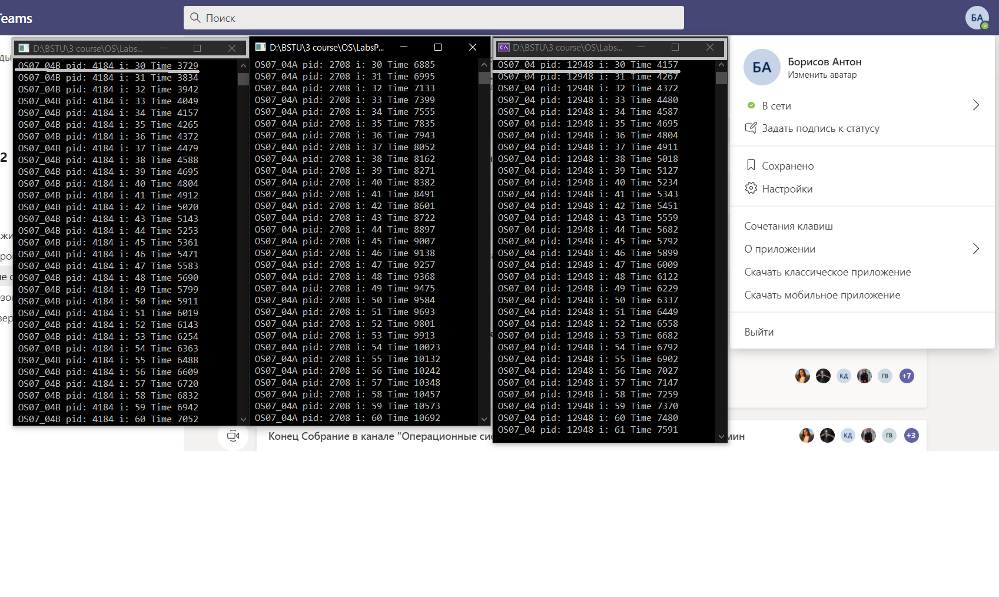 Teams
Поиск
БА
D:\BSTU\3 course\OS\Labs...
OS07_04B pid: 4184 i: 30 Time 3729
OS07_04B pid: 4184 i: 31 Time 3834
OS07_04B pid: 4184 i: 32 Time 3942
OS07_04B pid: 4184 i: 33 Time 4049
OS07_04B pid: 4184 i: 34 Time 4157
OS07_04B pid: 4184 i: 35 Time 4265
OS07_04B pid: 4184 i: 36 Time 4372
OS07_04B pid: 4184 i: 37 Time 4479
OS07_04B pid: 4184 i: 38 Time 4588
OS07_04B pid: 4184 i: 39 Time 4695
OS07_04B pid: 4184 i: 40 Time 4804
OS07_04B pid: 4184 i: 41 Time 4912
OS07_04B pid: 4184 i: 42 Time 5020
OS07_04B pid: 4184 i: 43 Time 5143
OS07_04B pid: 4184 i: 44 Time 5253
OS07_04B pid: 4184 i: 45 Time 5361
OS07_04B pid: 4184 i: 46 Time 5471
OS07_04B pid: 4184 i: 47 Time 5583
OS07_04B pid: 4184 i: 48 Time 5690
OS07_04B pid: 4184 i: 49 Time 5799
OS07_04B pid: 4184 i: 50 Time 5911
OS07_04B pid: 4184 i: 51 Time 6019
OS07_04B pid: 4184 i: 52 Time 6143
OS07_04B pid: 4184 i: 53 Time 6254
OS07_04B pid: 4184 i: 54 Time 6363
OS07_04B pid: 4184 i: 55 Time 6488
OS07_04B pid: 4184 i: 56 Time 6609
OS07_04B pid: 4184 i: 57 Time 6720
OS07_04B pid: 4184 i: 58 Time 6832
OS07_04B pid: 4184 i: 59 Time 6942
OS07_04B pid: 4184 i: 60 Time 7052
D:\BSTU\3 course\OS\LabsP...
OS07_04A pid: 2708 i: 30 Time 6885
OS07_04A pid: 2708 i: 31 Time 6995
OS07_04A pid: 2708 i: 32 Time 7133
OS07_04A pid: 2708 i: 33 Time 7399
OS07_04A pid: 2708 i: 34 Time 7555
OS07_04A pid: 2708 i: 35 Time 7835
OS07_04A pid: 2708 i: 36 Time 7943
OS07_04A pid: 2708 i: 37 Time 8052
OS07_04A pid: 2708 i: 38 Time 8162
OS07_04A pid: 2708 i: 39 Time 8271
OS07_04A pid: 2708 i: 40 Time 8382
OS07_04A pid: 2708 i: 41 Time 8491
OS07_04A pid: 2708 i: 42 Time 8601
OS07_04A pid: 2708 i: 43 Time 8722
OS07_04A pid: 2708 i: 44 Time 8897
OS07_04A pid: 2708 i: 45 Time 9007
OS07_04A pid: 2708 i: 46 Time 9138
OS07_04A pid: 2708 i: 47 Time 9257
OS07_04A pid: 2708 i: 48 Time 9368
OS07_04A pid: 2708 i: 49 Time 9475
OS07_04A pid: 2708 i: 50 Time 9584
OS07_04A pid: 2708 i: 51 Time 9693
OS07_04A pid: 2708 i: 52 Time 9801
OS07_04A pid: 2708 i: 53 Time 9913
OS07_04A pid: 2708 i: 54 Time 10023
OS07_04A pid: 2708 i: 55 Time 10132
OS07_04A pid: 2708 i: 56 Time 10242
OS07_04A pid: 2708 i: 57 Time 10348
OS07_04A pid: 2708 i: 58 Time 10457
OS07_04A pid: 2708 i: 59 Time 10573
OS07_04A pid: 2708 i: 60 Time 10692
D:\BSTU\3 course\OS\Labs...
OS07_04 pid: 12948 i: 30 Time 4157
OS07_04 pid: 12948 i: 31 Time 4267
OS07_04 pid: 12948 i: 32 Time 4372
OS07_04 pid: 12948 i: 33 Time 4480
OS07_04 pid: 12948 i: 34 Time 4587
OS07_04 pid: 12948 i: 35 Time 4695
OS07_04 pid: 12948 i: 36 Time 4804
OS07_04 pid: 12948 i: 37 Time 4911
OS07_04 pid: 12948 i: 38 Time 5018
OS07_04 pid: 12948 i: 39 Time 5127
OS07_04 pid: 12948 i: 40 Time 5234
OS07_04 pid: 12948 i: 41 Time 5343
OS07_04 pid: 12948 i: 42 Time 5451
OS07_04 pid: 12948 i: 43 Time 5559
OS07_04 pid: 12948 i: 44 Time 5682
OS07_04 pid: 12948 i: 45 Time 5792
OS07_04 pid: 12948 i: 46 Time 5899
OS07_04 pid: 12948 i: 47 Time 6009
OS07_04 pid: 12948 i: 48 Time 6122
OS07_04 pid: 12948 i: 49 Time 6229
OS07_04 pid: 12948 i: 50 Time 6337
OS07_04 pid: 12948 i: 51 Time 6449
OS07_04 pid: 12948 i: 52 Time 6558
OS07_04 pid: 12948 i: 53 Time 6682
OS07_04 pid: 12948 i: 54 Time 6792
OS07_04 pid: 12948 i: 55 Time 6902
OS07_04 pid: 12948 i: 56 Time 7027
OS07_04 pid: 12948 i: 57 Time 7147
OS07_04 pid: 12948 i: 58 Time 7259
OS07_04 pid: 12948 i: 59 Time 7370
OS07_04 pid: 12948 i: 60 Time 7480
OS07_04 pid: 12948 i: 61 Time 7591
БА
Борисов Антон
Изменить аватар
В сети
Задать подпись к статусу
Сохранено
Настройки
Сочетания клавиш
О приложении
Скачать классическое приложение
Скачать мобильное приложение
Выйти
КД ГВ +7
Конец Собрание в канале "Операционные мин
КД ГВ +3
2